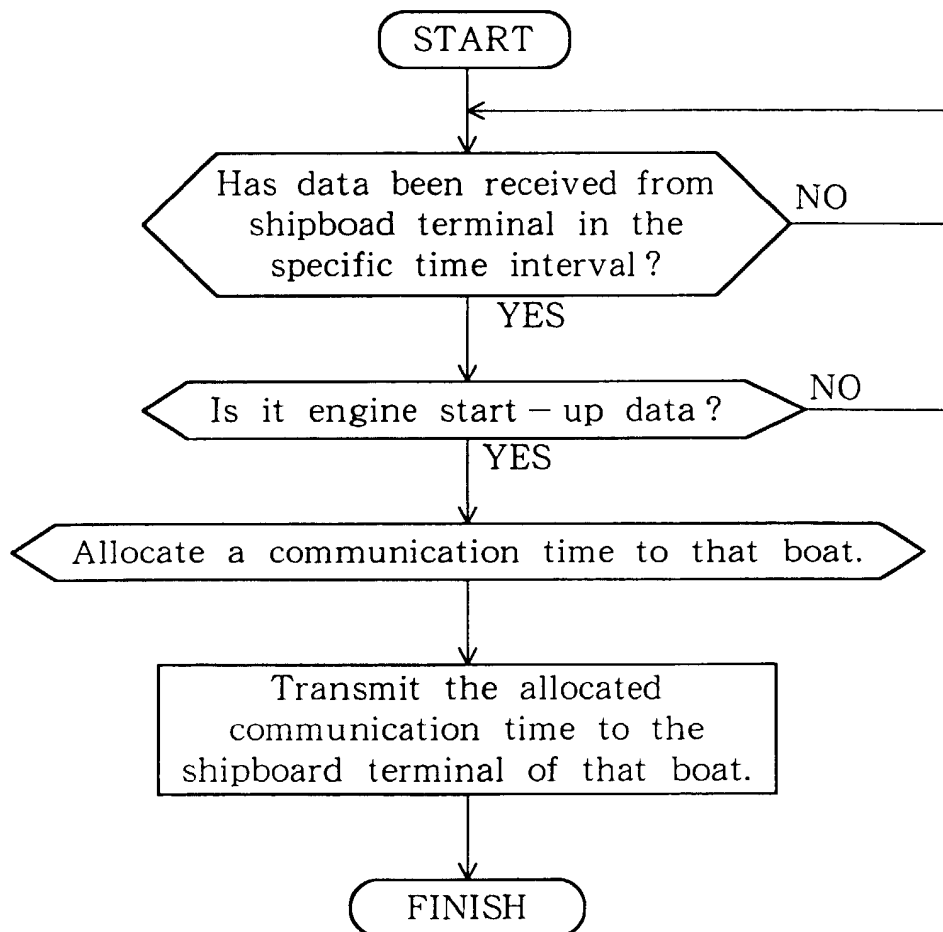 START
Has data been received from
shipboad terminal in the
specific time interval?
NO
YES
Is it engine start-up data?
NO
YES
Allocate a communication time to that boat.
Transmit the allocated
communication time to the
shipboard terminal of that boat.
FINISH